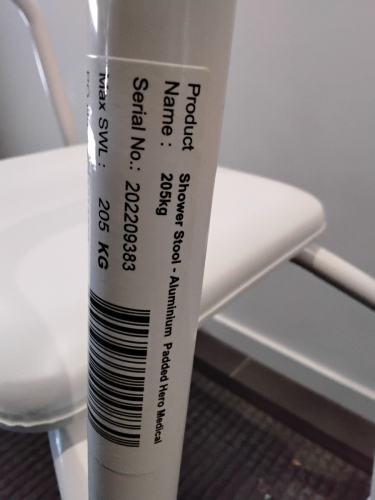 Product Name : Shower Stool - Aluminium Padded Hero Medical
205kg
Serial No.: 202209383
Max SWL : 205 KG